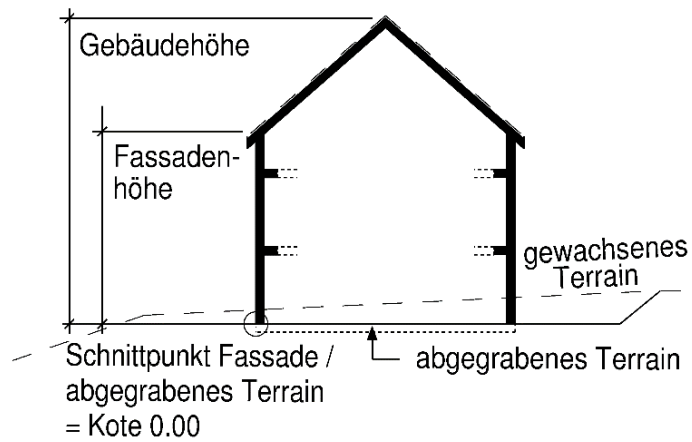 Gebäudehöhe
Fassaden-
höhe
gewachsenes
Terrain
Schnittpunkt Fassade /
abgegrabenes Terrain
= Kote 0.00
abgegrabenes Terrain